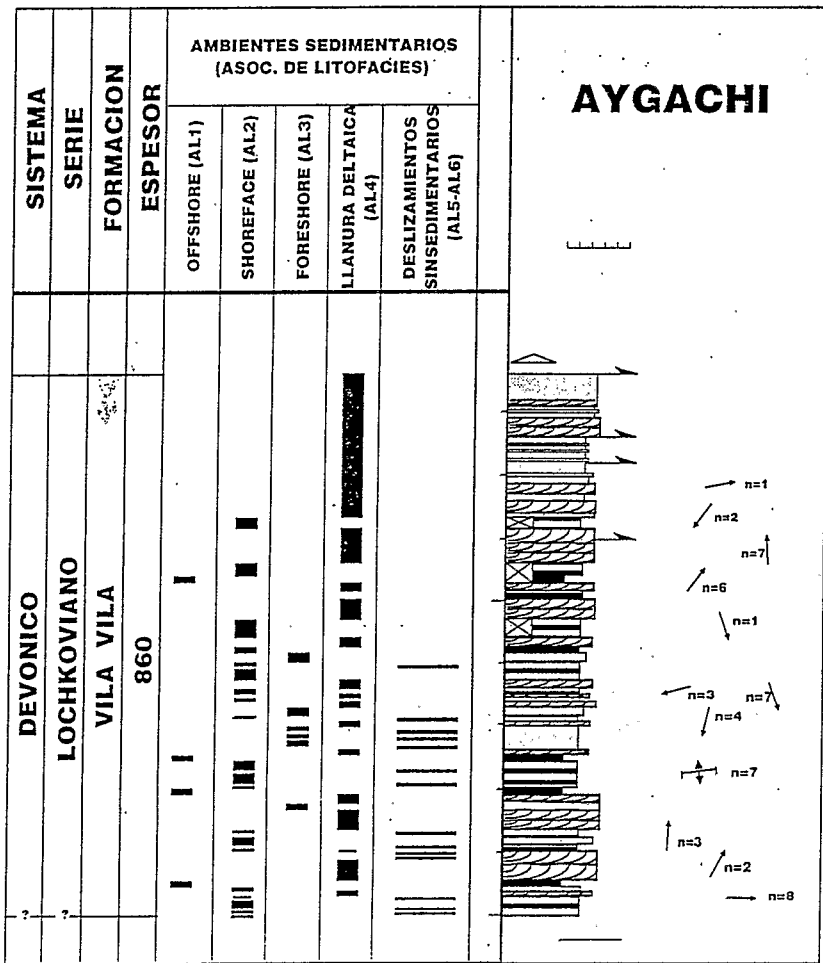 SISTEMA
SERIE
FORMACION
ESPESOR
AMBIENTES SEDIMENTARIOS
(ASOC. DE LITOFACIES)
OFFSHORE (AL1)
SHOREFACE (AL2)
FORESHORE (AL3)
LLANURA DELTAICA
(AL4)
DESLIZAMIENTOS
SINSEDIMENTARIOS
(AL5-AL6)
AYGACHI
DEVONICO
LOCHKOVIANO
VILA VILA
860
n=1
n=2
n=7
n=6
n=1
n=3
n=7
n=4
n=7
n=3
n=2
n=8
?
?